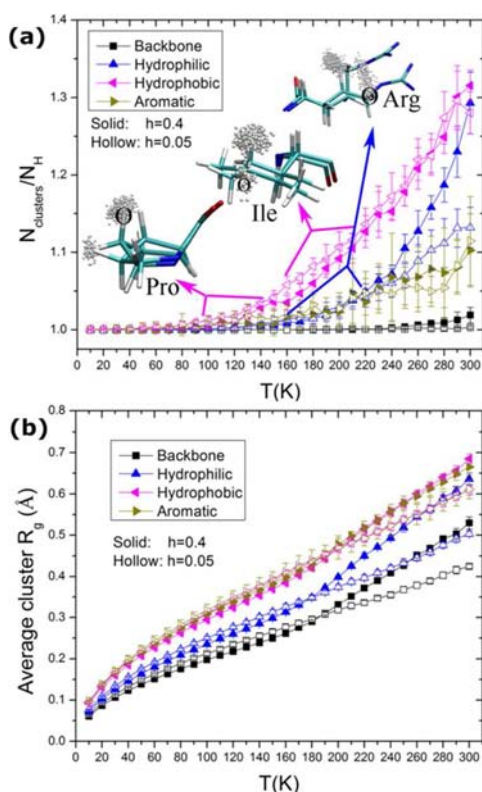 (a)
Backbone
Hydrophilic
Hydrophobic
Aromatic
Solid: h=0.4
Hollow: h=0.05
O Arg
O
Ile
O
Pro
N clusters/N H
1.4
1.3
1.2
1.1
1.0
0 20 40 60 80 100 120 140 160 180 200 220 240 260 280 300
T(K)
(b)
Backbone
Hydrophilic
Hydrophobic
Aromatic
Solid: h=0.4
Hollow: h=0.05
Average cluster Rg (Å)
0.8
0.7
0.6
0.5
0.4
0.3
0.2
0.1
0.0
0 20 40 60 80 100 120 140 160 180 200 220 240 260 280 300
T(K)